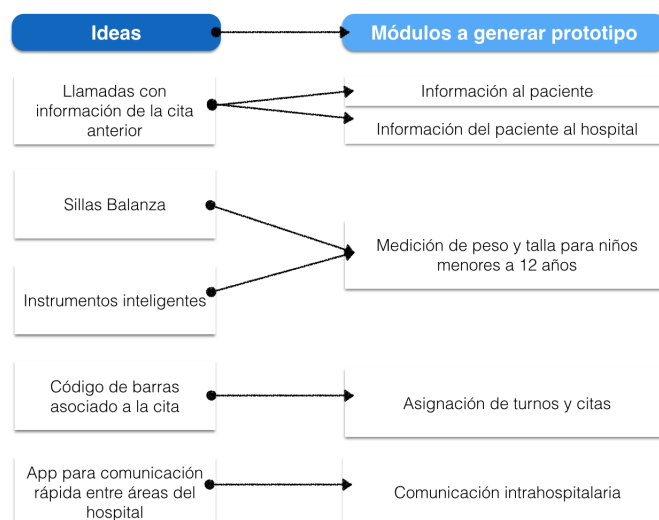 Ideas
Módulos a generar prototipo
Llamadas con
información de la cita
anterior
Información al paciente
Información del paciente al hospital
Sillas Balanza
Instrumentos inteligentes
Medición de peso y talla para niños
menores a 12 años
Código de barras
asociado a la cita
Asignación de turnos y citas
App para comunicación
rápida entre áreas del
hospital
Comunicación intrahospitalaria